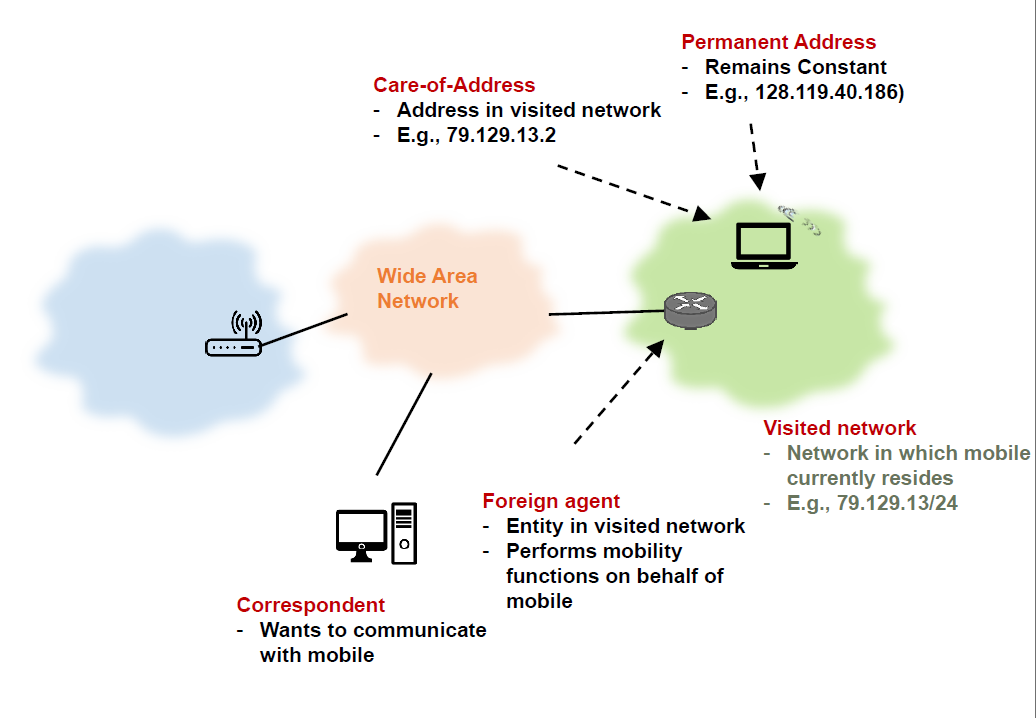 Permanent Address
- Remains Constant
- E.g., 128.119.40.186)
Care-of-Address
- Address in visited network
- E.g., 79.129.13.2
Wide Area
Network
Visited network
- Network in which mobile
currently resides
- E.g., 79.129.13/24
Foreign agent
- Entity in visited network
- Performs mobility
functions on behalf of
mobile
Correspondent
- Wants to communicate
with mobile